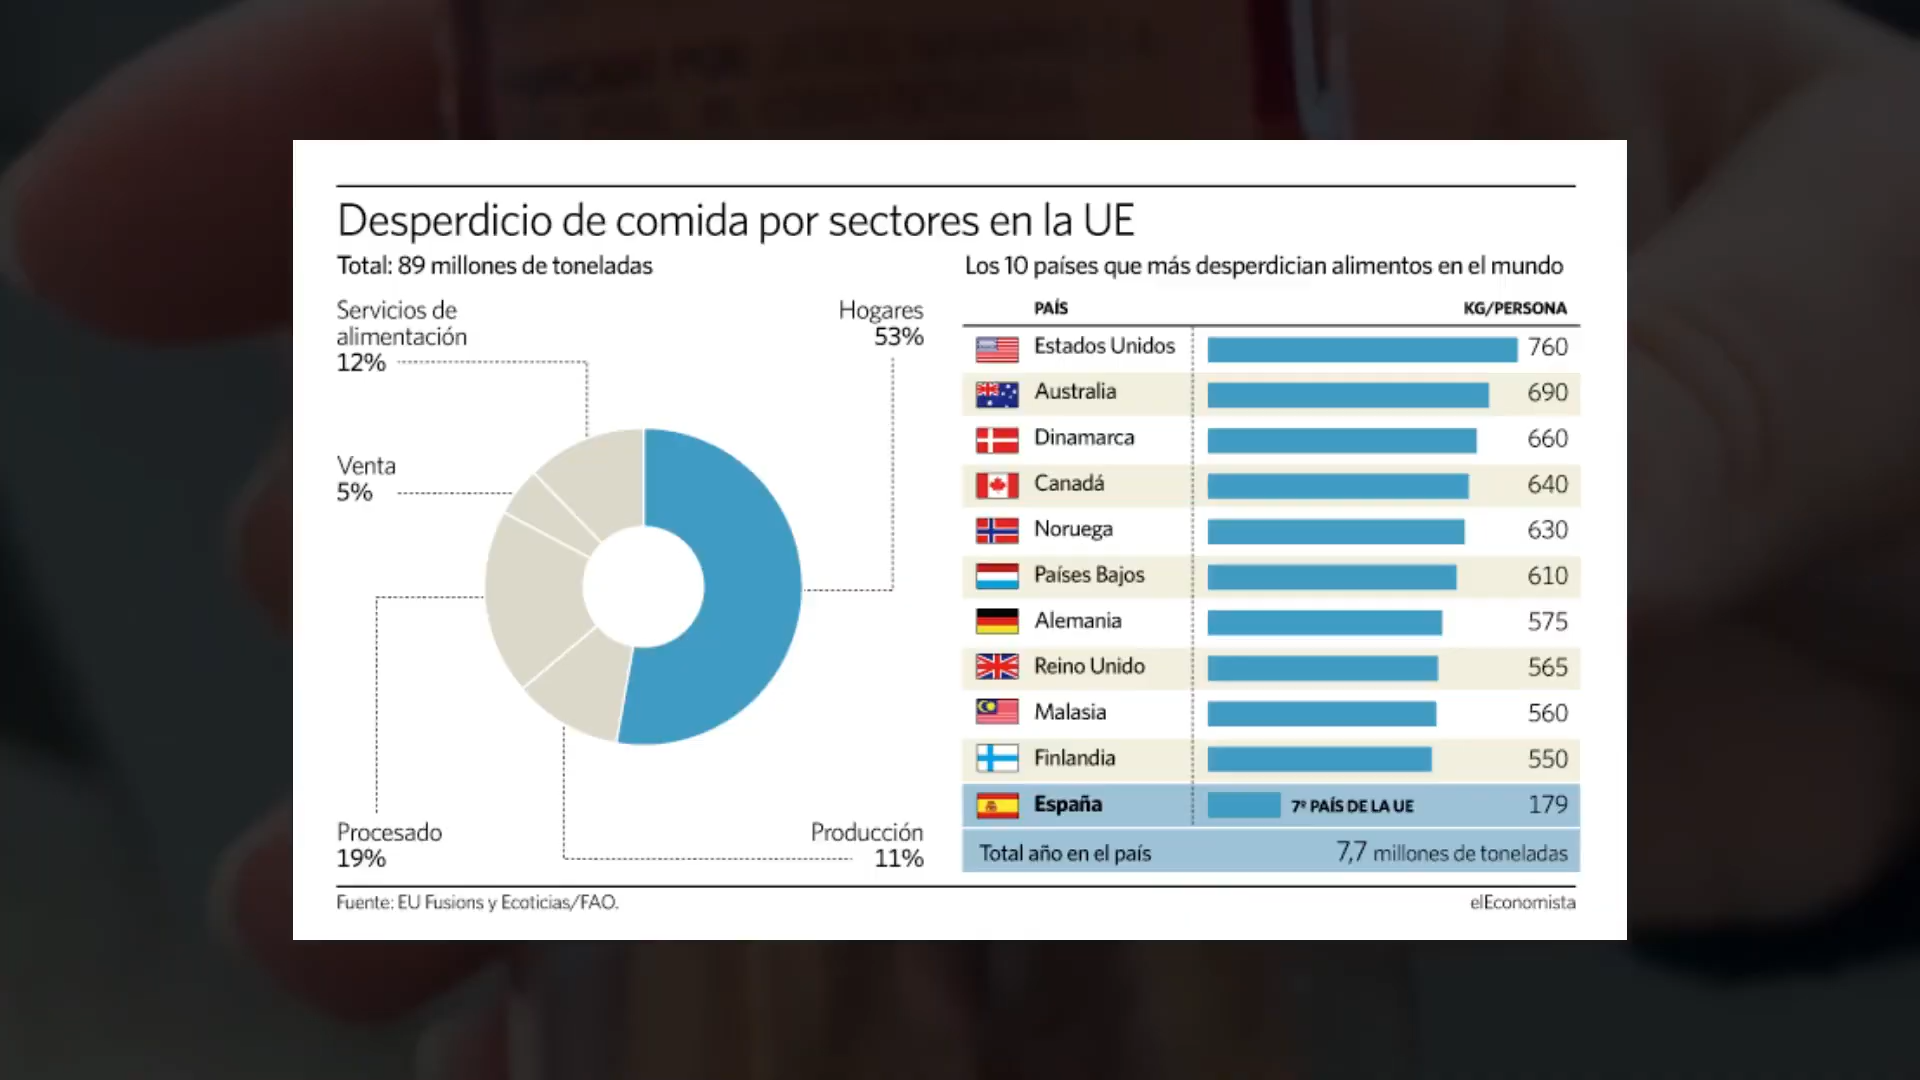 Desperdicio de comida por sectores en la UE
Total: 89 millones de toneladas
Servicios de
alimentación
12%
Hogares
53%
Venta
5%
Procesado
19%
Producción
11%
Los 10 países que más desperdician alimentos en el mundo
PAÍS KG/PERSONA
Estados Unidos 760
Australia 690
Dinamarca 660
Canadá 640
Noruega 630
Países Bajos 610
Alemania 575
Reino Unido 565
Malasia 560
Finlandia 550
España 7º PAÍS DE LA UE 179
Total año en el país 7,7 millones de toneladas
Fuente: EU Fusions y Ecoticias/FAO.
elEconomista